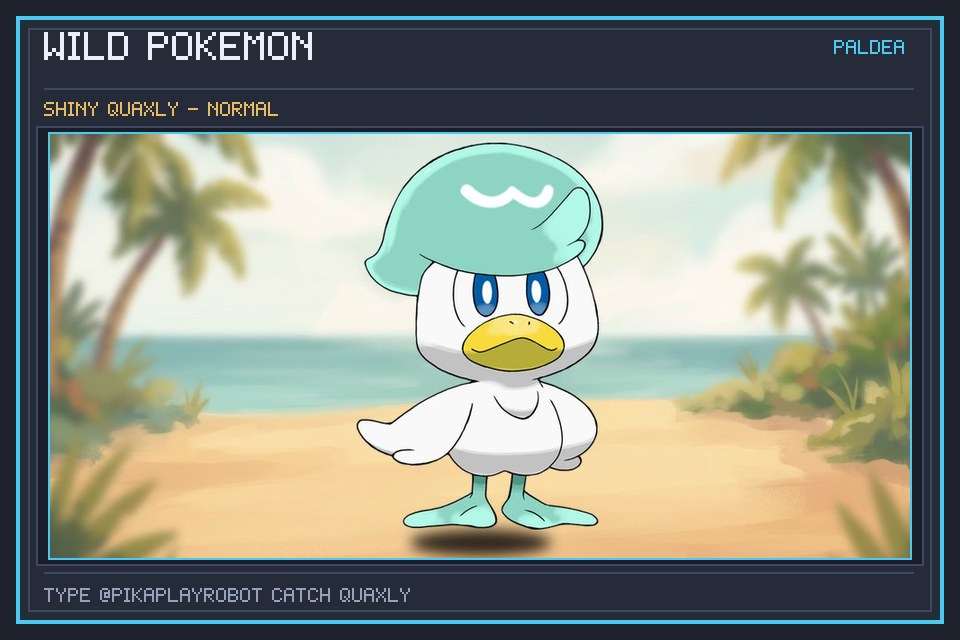 WILD POKEMON
PALDEA
SHINY QUAXLY - NORMAL
TYPE @PIKAPLAYROBOT CATCH QUAXLY